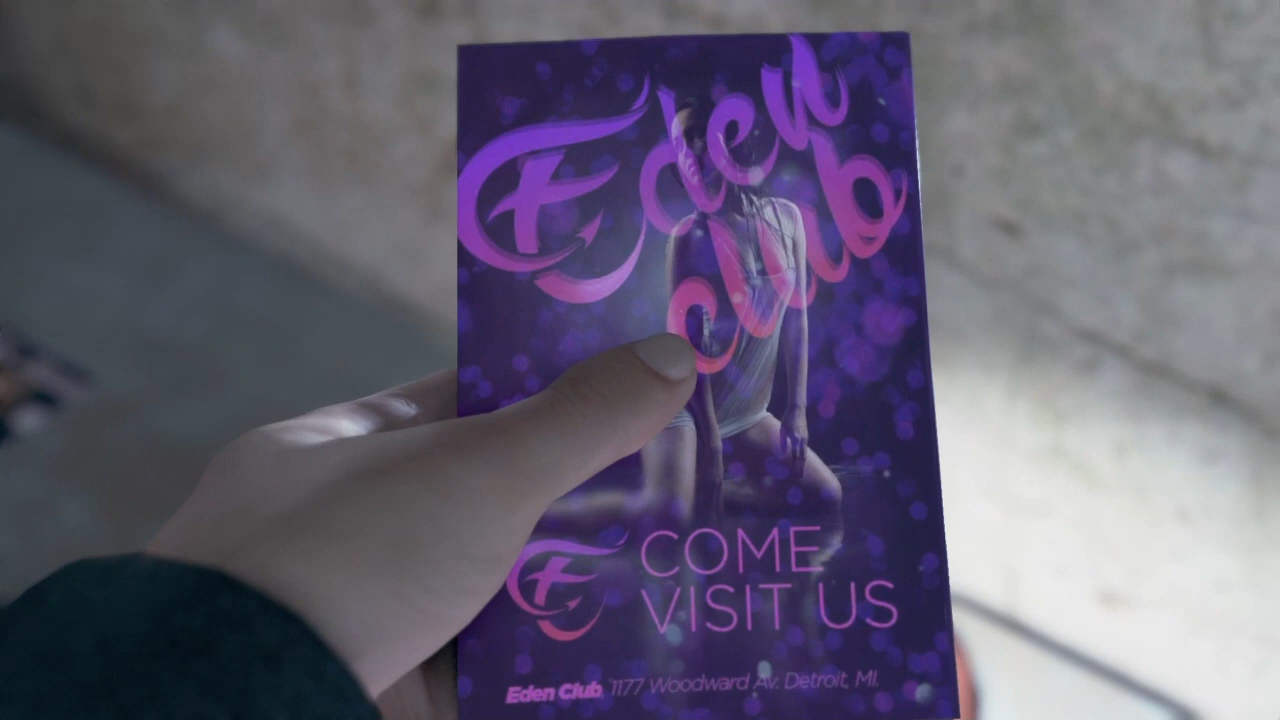 Eden
club
COME
VISIT US
Eden Club 1177 Woodward Av. Detroit, MI.